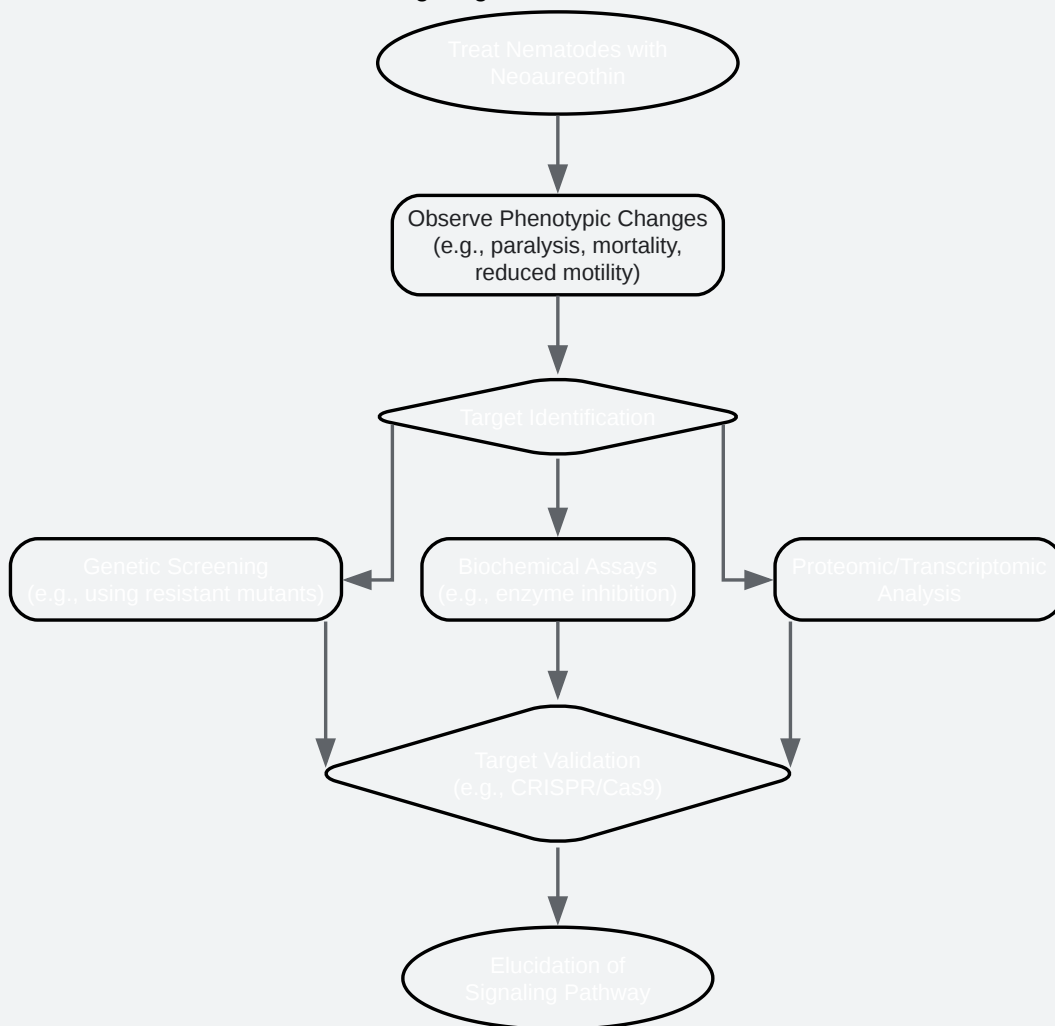 Treat Nematodes with
Neoaureothin
Observe Phenotypic Changes
(e.g., paralysis, mortality,
reduced motility)
Target Identification
Genetic Screening
(e.g., using resistant mutants)
Biochemical Assays
(e.g., enzyme inhibition)
Proteomic/Transcriptomic
Analysis
Target Validation
(e.g., CRISPR/Cas9)
Elucidation of
Signaling Pathway